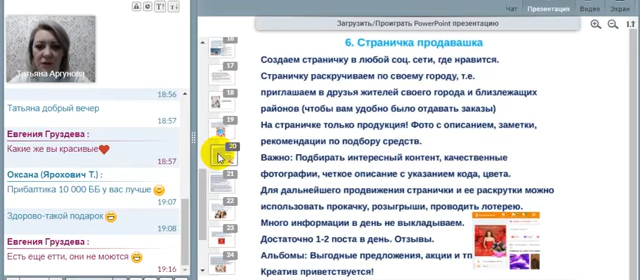 Чат
Презентация
Видео
Экран
Загрузить/Проиграть PowerPoint презентацию
Татьяна Аргунова
18:56
Татьяна добрый вечер
18:57
Евгения Груздева :
Какие же вы красивые
18:57
Оксана (Ярохович Т.) :
Прибалтика 10 000 ББ у вас лучше
19:07
Здорово-такой подарок
19:08
Евгения Груздева :
Есть еще етти, они не моются
19:16
16
17
18
19
20
21
22
23
24
6. Страничка продавашка
Создаем страничку в любой соц. сети, где нравится.
Страничку раскручиваем по своему городу, т.е.
приглашаем в друзья жителей своего города и близлежащих
районов (чтобы вам удобно было отдавать заказы)
На страничке только продукция! Фото с описанием, заметки,
рекомендации по подбору средств.
Важно: Подбирать интересный контент, качественные
фотографии, четкое описание с указанием кода, цвета.
Для дальнейшего продвижения странички и ее раскрутки можно
использовать прокачку, розыгрыши, проводить лотерею.
Много информации в день не выкладываем.
Достаточно 1-2 поста в день. Отзывы.
Альбомы: Выгодные предложения, акции и тп
Креатив приветствуется!